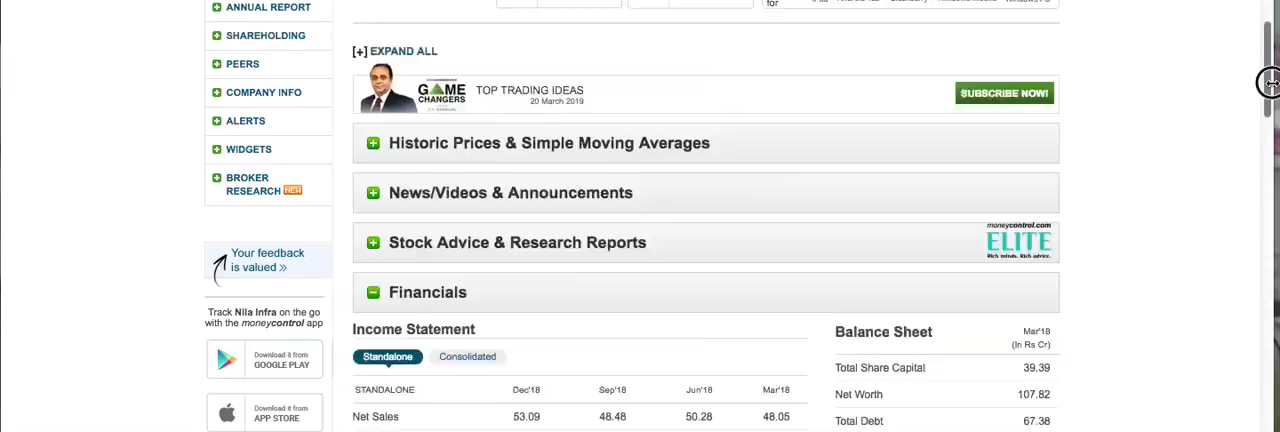 ANNUAL REPORT
SHAREHOLDING
PEERS
COMPANY INFO
ALERTS
WIDGETS
BROKER
RESEARCH NEW
Your feedback
is valued »
Track Nila Infra on the go
with the moneycontrol app
Download it from
GOOGLE PLAY
Download it from
APP STORE
for
[+] EXPAND ALL
GAME
CHANGERS
TOP TRADING IDEAS
20 March 2019
SUBSCRIBE NOW!
Historic Prices & Simple Moving Averages
News/Videos & Announcements
Stock Advice & Research Reports
moneycontrol.com
ELITE
Rich minds. Rich advice.
Financials
Income Statement
Standalone Consolidated
STANDALONE Dec'18 Sep'18 Jun'18 Mar'18
Net Sales 53.09 48.48 50.28 48.05
Balance Sheet Mar'18
(In Rs Cr)
Total Share Capital 39.39
Net Worth 107.82
Total Debt 67.38